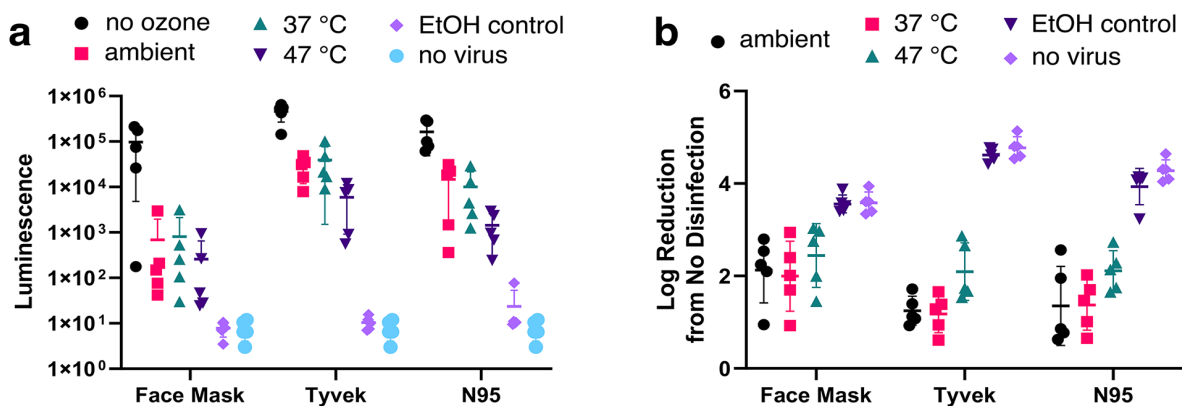 a
no ozone
37 °C
EtOH control
ambient
47 °C
no virus
Luminescence
1×10⁶
1×10⁵
1×10⁴
1×10³
1×10²
1×10¹
1×10⁰
Face Mask
Tyvek
N95
b
ambient
37 °C
EtOH control
47 °C
no virus
Log Reduction
from No Disinfection
6
4
2
0
Face Mask
Tyvek
N95